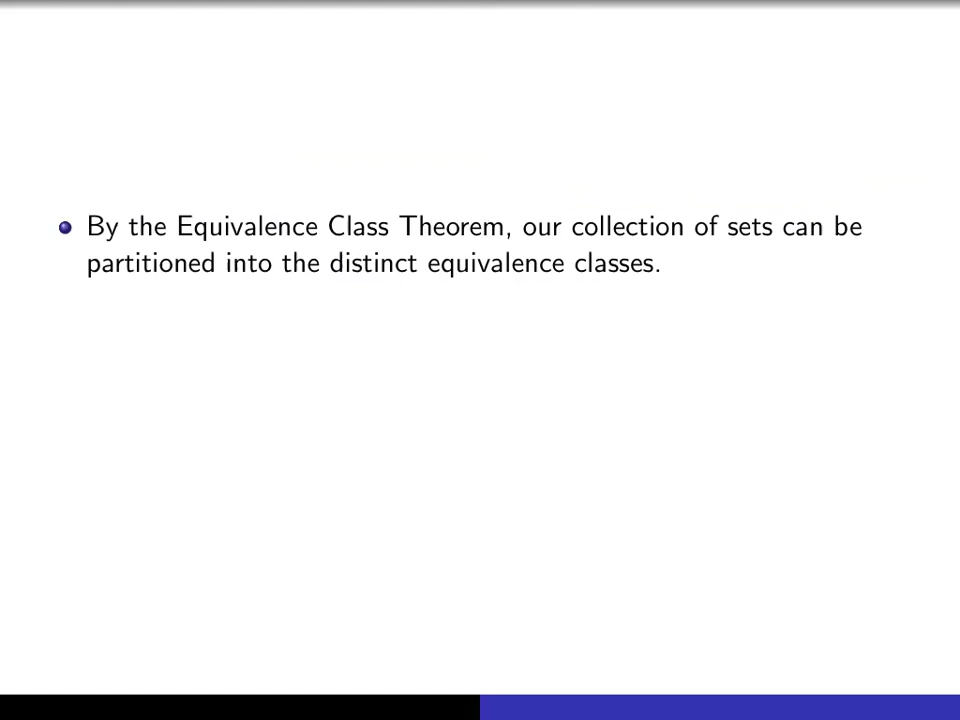 By the Equivalence Class Theorem, our collection of sets can be
partitioned into the distinct equivalence classes.